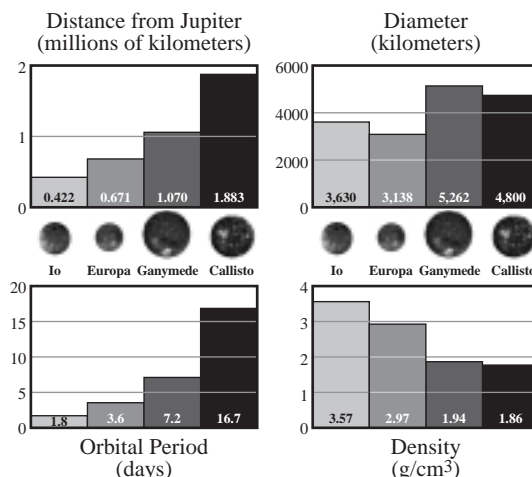 Distance from Jupiter
(millions of kilometers)
2
1
0
0.422 0.671 1.070 1.883
Diameter
(kilometers)
6000
4000
2000
0
3,630 3,138 5,262 4,800
Io Europa Ganymede Callisto
Io Europa Ganymede Callisto
20
15
10
5
0
1.8 3.6 7.2 16.7
Orbital Period
(days)
4
3
2
1
0
3.57 2.97 1.94 1.86
Density
(g/cm3)